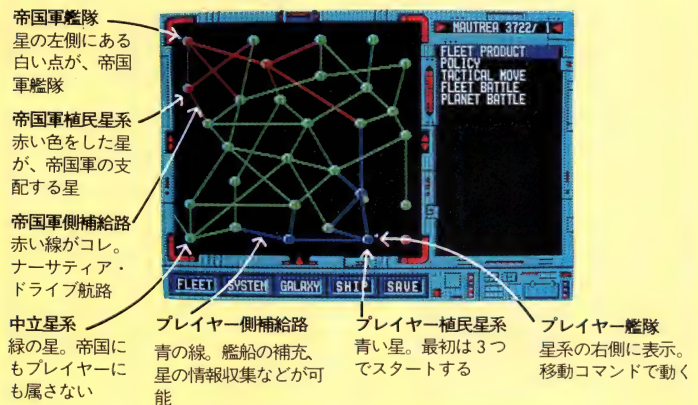 帝国軍艦隊
星の左側にある
白い点が、帝国
軍艦隊
帝国軍植民星系
赤い色をした星
が、帝国軍の支
配する星
帝国軍側補給路
赤い線がコレ。
ナーサティア・
ドライブ航路
中立星系
緑の星。帝国に
もプレイヤーに
も属さない
MAUTREA 3722/ 1
FLEET PRODUCT
POLICY
TACTICAL MOVE
FLEET BATTLE
PLANET BATTLE
FLEET SYSTEM GALAXY SHIP SAVE
プレイヤー側補給路
青の線。艦船の補充、
星の情報収集などが可
能
プレイヤー植民星系
青い星。最初は3つ
でスタートする
プレイヤー艦隊
星系の右側に表示。
移動コマンドで動く